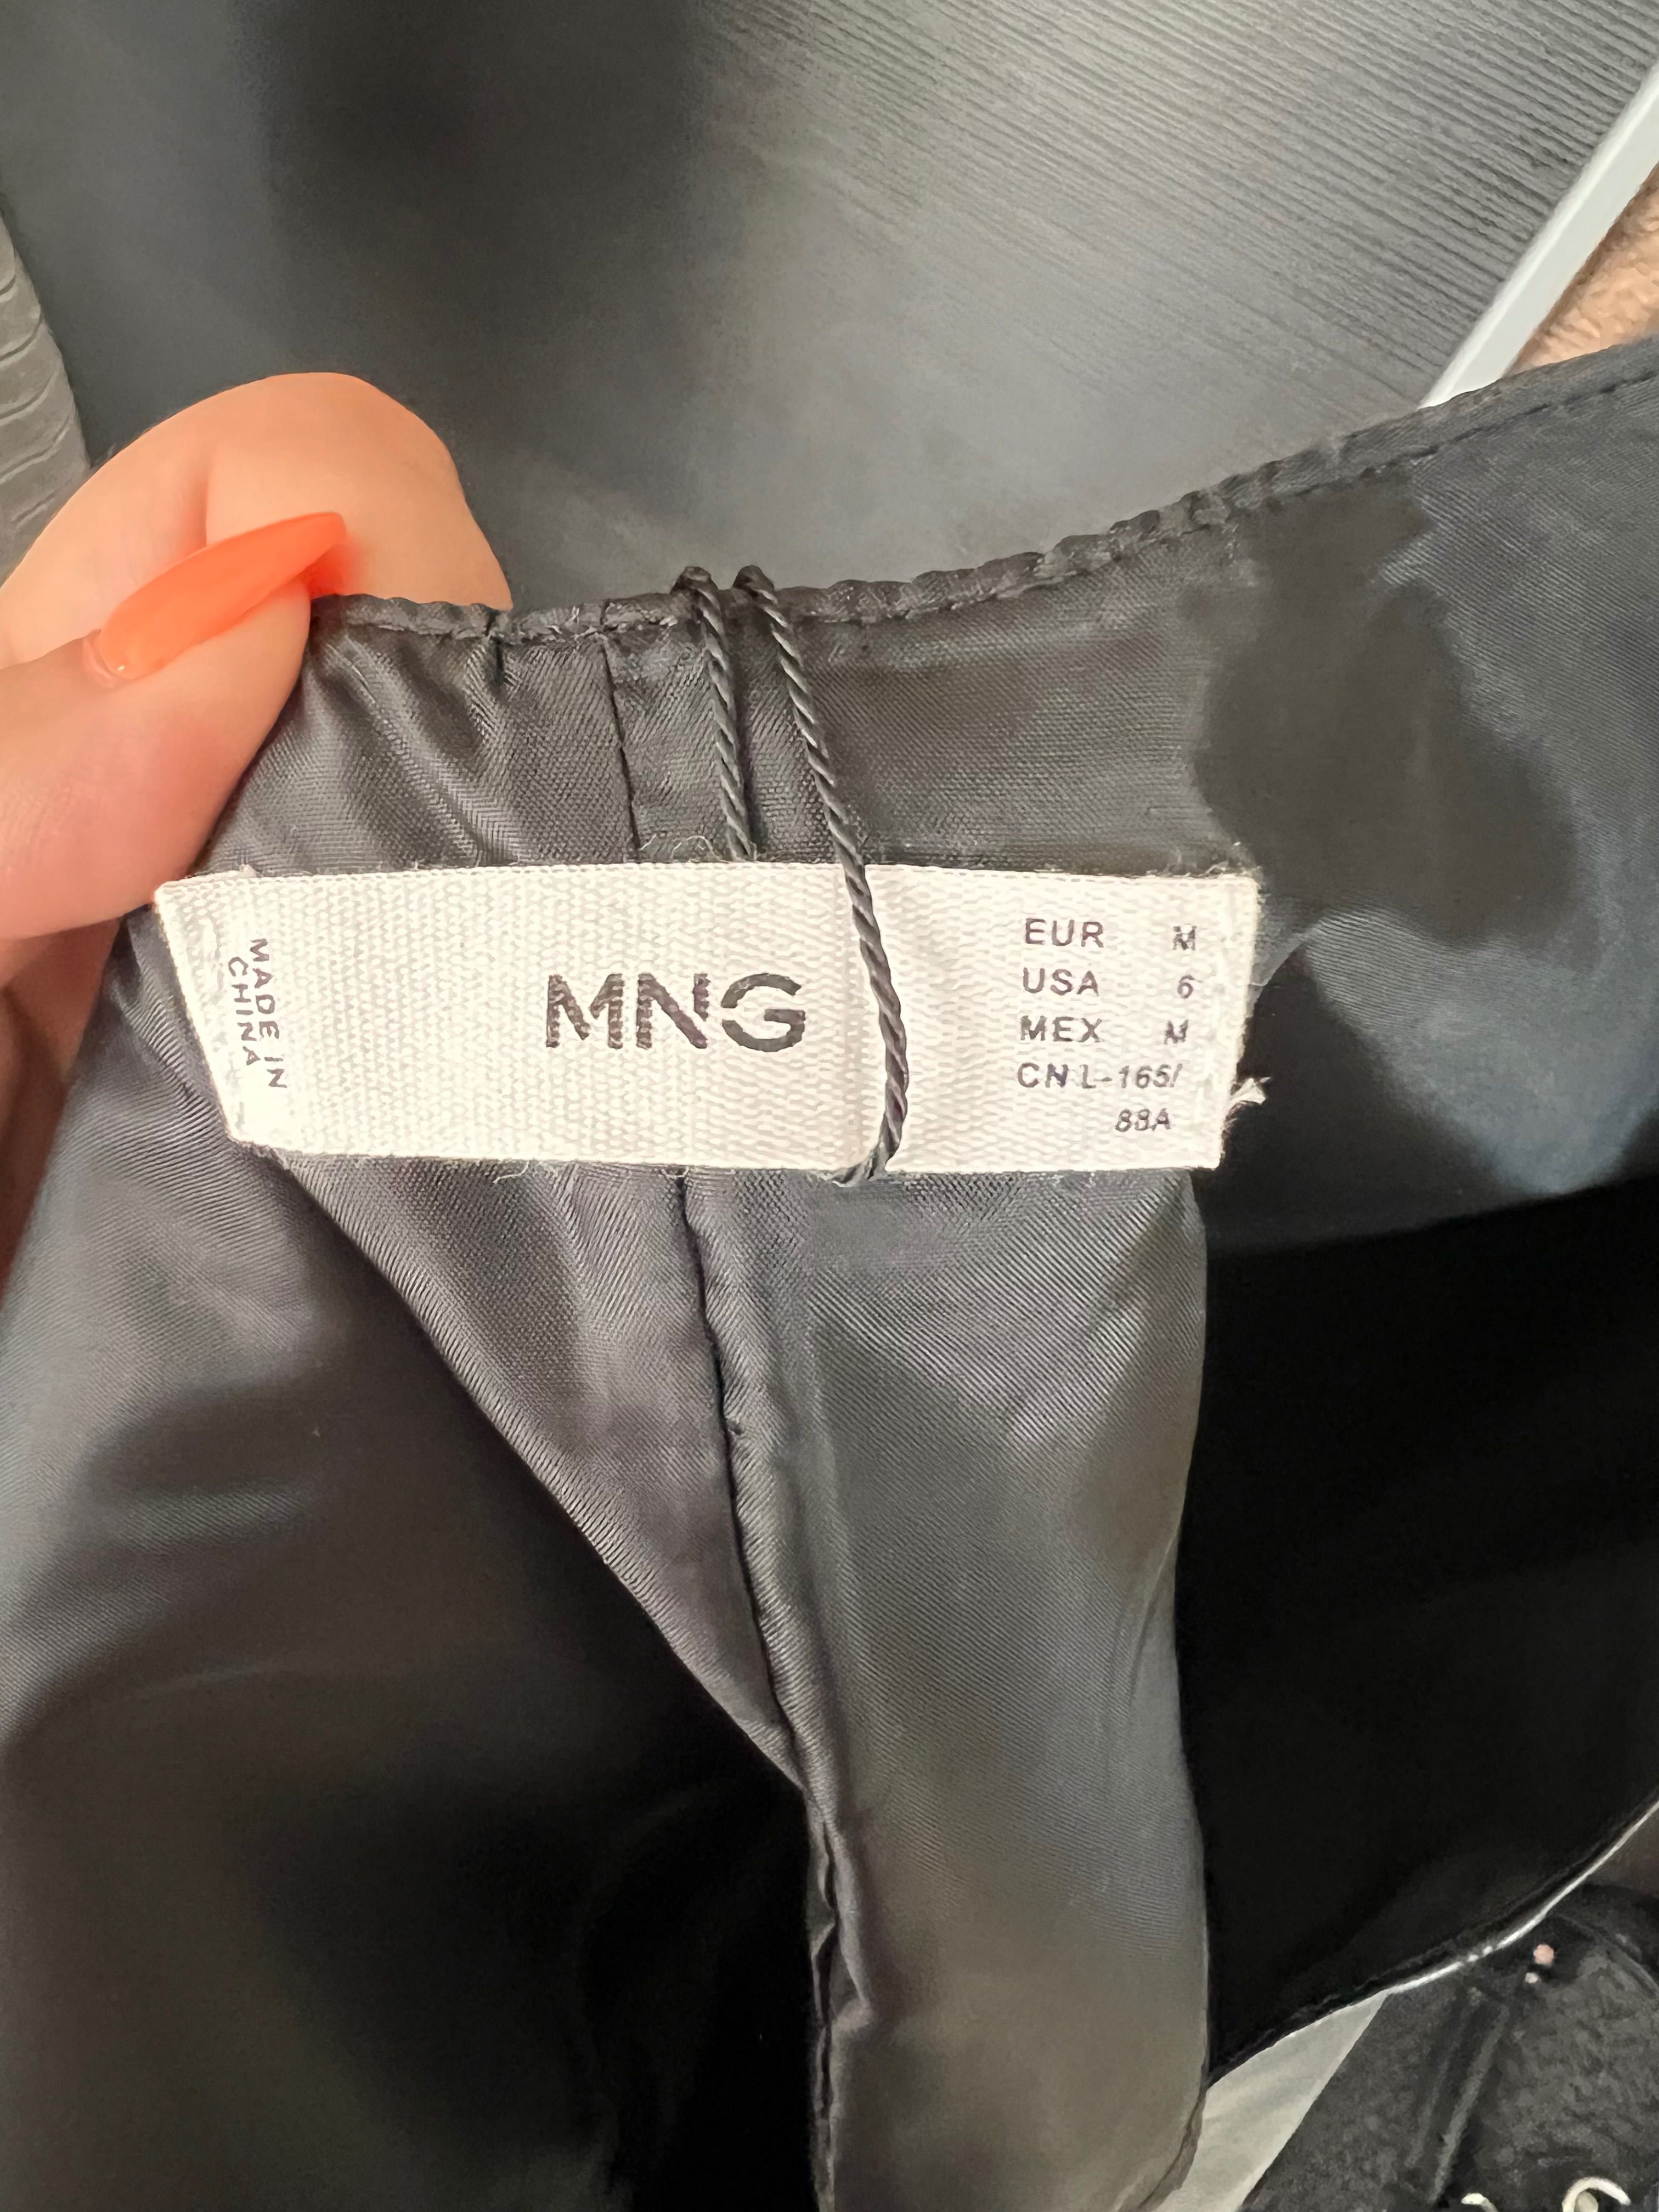 MADE IN
CHINA
MNG
EUR M
USA 6
MEX M
CN L-165/
88A